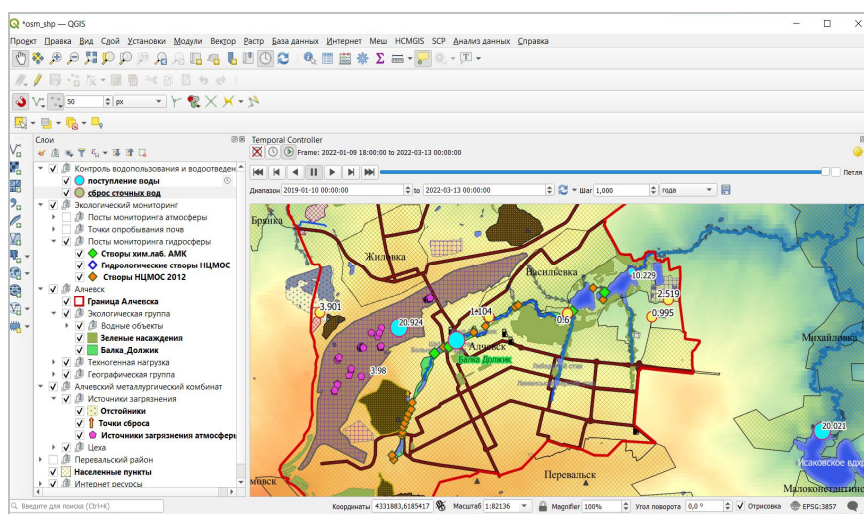 *osm_shp — QGIS
Проект Правка Вид Слой Установки Модули Вектор Растр База данных Интернет Меш HCMGIS SCP Анализ данных Справка
50 px
Слои
Контроль водопользования и водоотведен
поступление воды
сброс сточных вод
Экологический мониторинг
Посты мониторинга атмосферы
Точки опробывания почв
Посты мониторинга гидросферы
Створы хим.лаб. АМК
Гидрологические створы НЦМОС
Створы НЦМОС 2012
Алчевск
Граница Алчевска
Экологическая группа
Водные объекты
Зеленые насаждения
Балка_Должик
Техногенная нагрузка
Географическая группа
Алчевский металлургический комбинат
Источники загрязнения
Отстойники
Точки сброса
Источники загрязнения атмосферы
Цеха
Перевальский район
Населенные пункты
Интернет ресурсы
Temporal Controller
Frame: 2022-01-09 18:00:00 to 2022-03-13 00:00:00
Петля
Диапазон 2019-01-10 00:00:00 to 2022-03-13 00:00:00 Шаг 1,000 года
Брянка
Жиловка
Васильевка
10.229
2.519
3.901
1.104
0.6
0.995
20.924
Алчевск
Михайловка
Балка Должик
3.98
20.021
Исаковское вдхр
Перевальск
Малоконстантино
Введите для поиска (Ctrl+K) Координаты 4331883,6185417 Масштаб 1:82136 Magnifier 100% Угол поворота 0,0 ° Отрисовка EPSG:3857